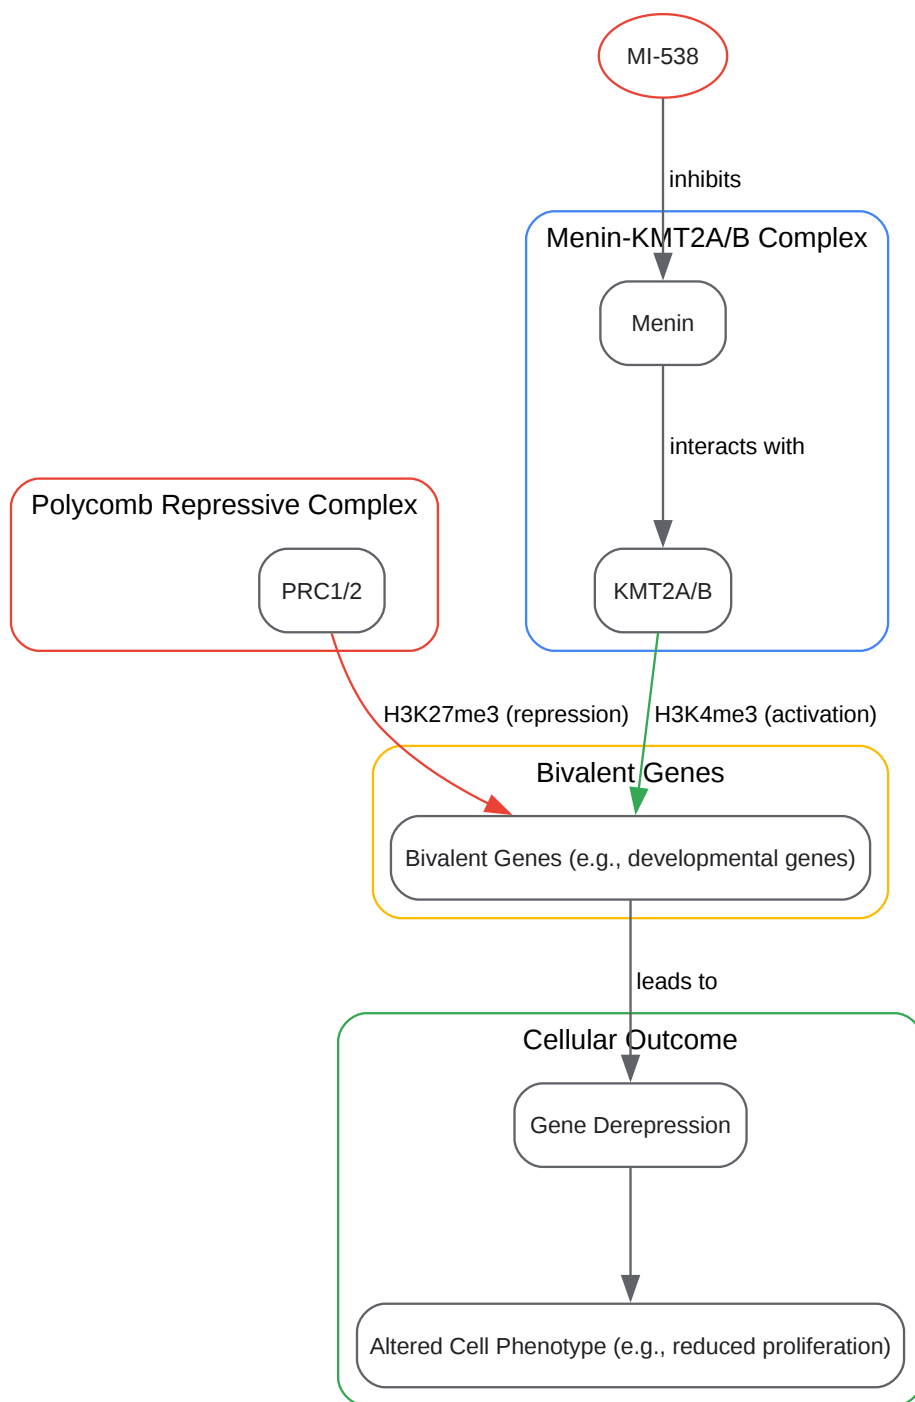 MI-538
inhibits
Menin-KMT2A/B Complex
Menin
interacts with
Polycomb Repressive Complex
PRC1/2
KMT2A/B
H3K27me3 (repression)
H3K4me3 (activation)
Bivalent Genes
Bivalent Genes (e.g., developmental genes)
leads to
Cellular Outcome
Gene Derepression
Altered Cell Phenotype (e.g., reduced proliferation)